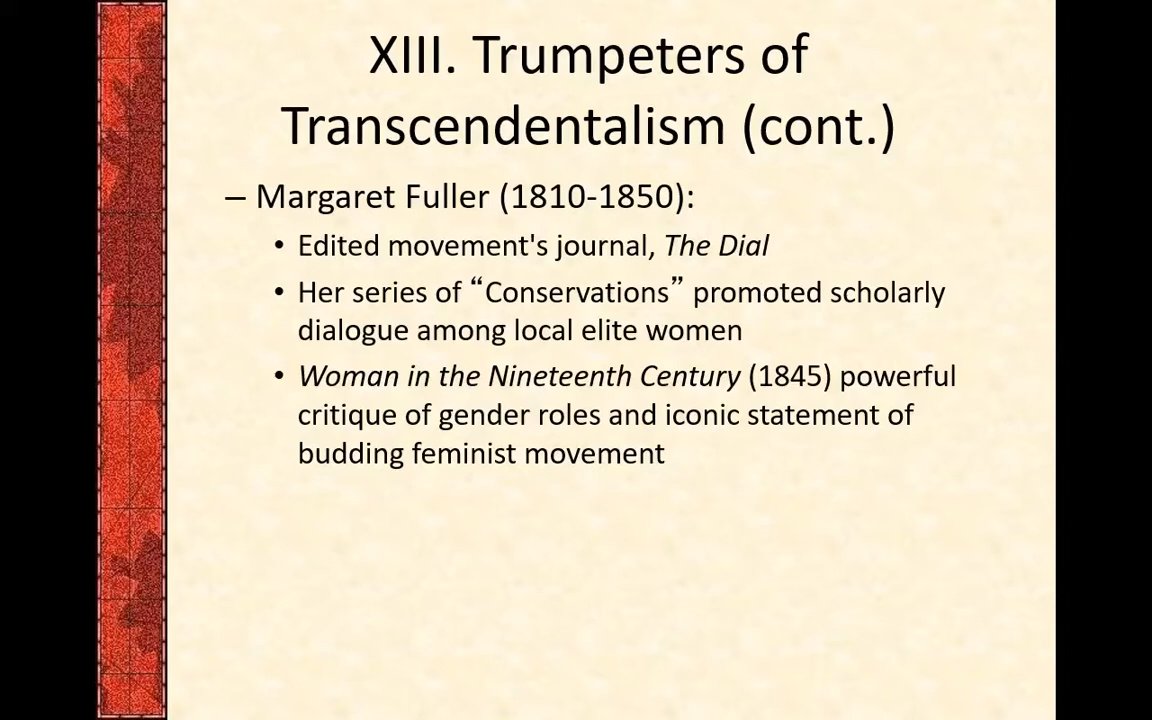 XIII. Trumpeters of
Transcendentalism (cont.)
– Margaret Fuller (1810-1850):
• Edited movement's journal, The Dial
• Her series of “Conservations” promoted scholarly
dialogue among local elite women
• Woman in the Nineteenth Century (1845) powerful
critique of gender roles and iconic statement of
budding feminist movement